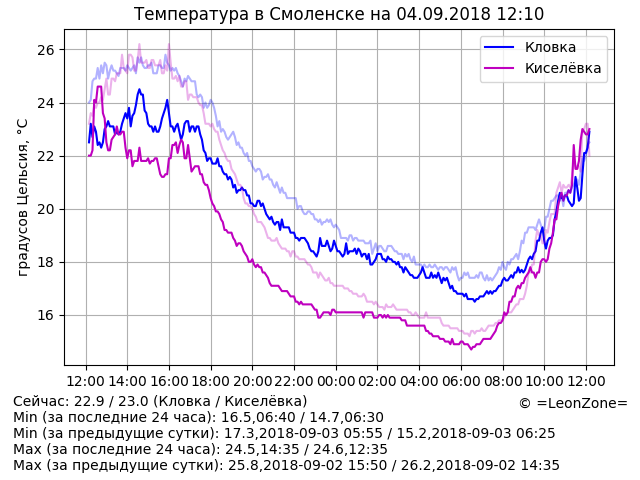 Температура в Смоленске на 04.09.2018 12:10
градусов Цельсия, °C
26
24
22
20
18
16
Кловка
Киселёвка
12:00 14:00 16:00 18:00 20:00 22:00 00:00 02:00 04:00 06:00 08:00 10:00 12:00
Сейчас: 22.9 / 23.0 (Кловка / Киселёвка)
© =LeonZone=
Min (за последние 24 часа): 16.5,06:40 / 14.7,06:30
Min (за предыдущие сутки): 17.3,2018-09-03 05:55 / 15.2,2018-09-03 06:25
Max (за последние 24 часа): 24.5,14:35 / 24.6,12:35
Max (за предыдущие сутки): 25.8,2018-09-02 15:50 / 26.2,2018-09-02 14:35